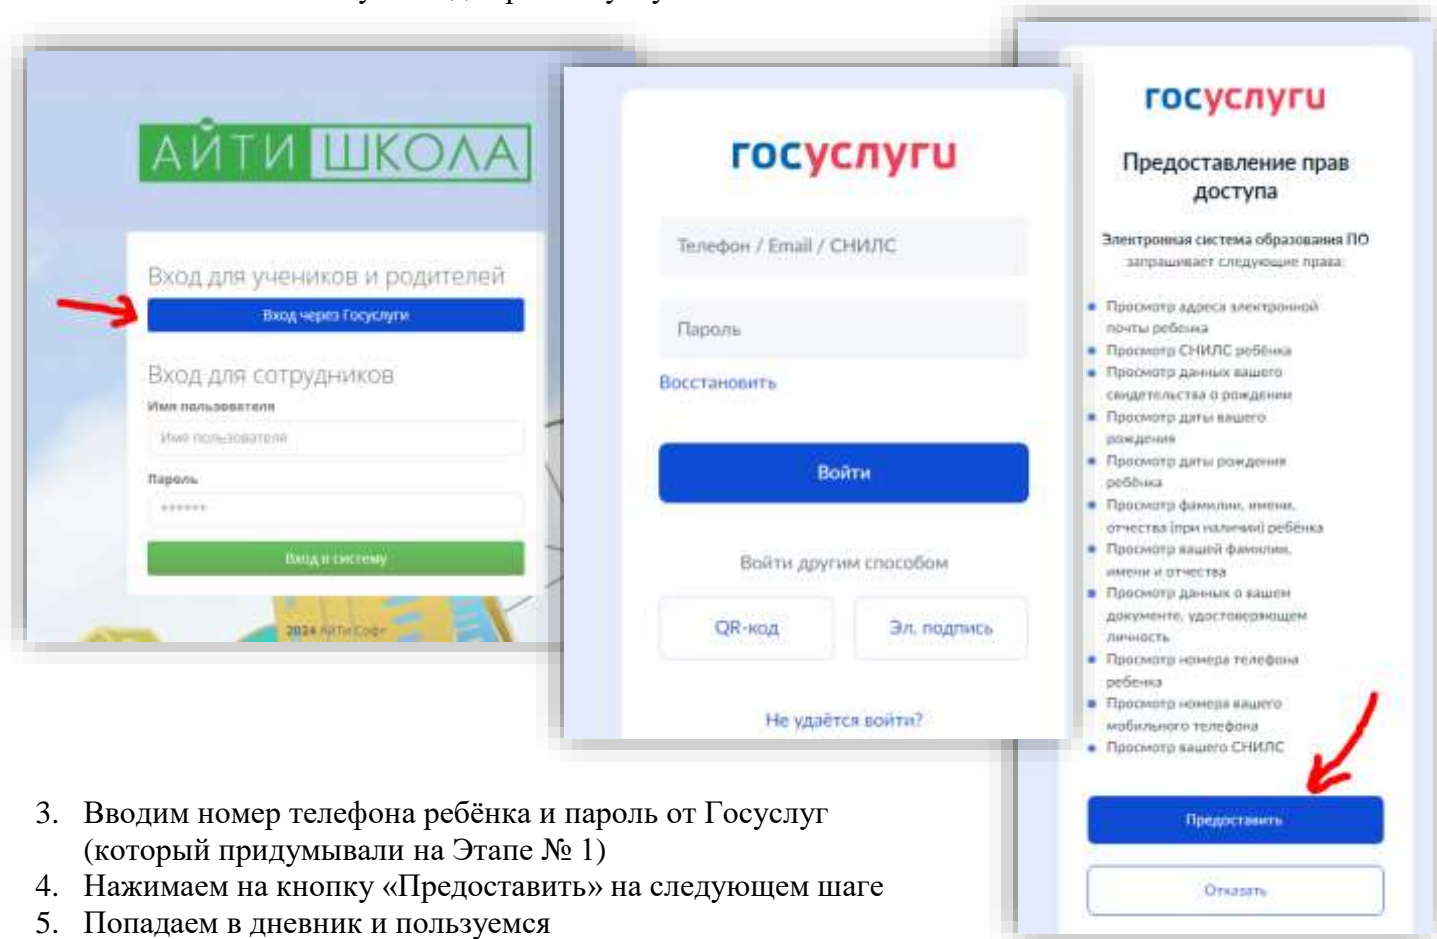 АЙТИ ШКОЛА
Вход для учеников и родителей
Вход через Госуслуги
Вход для сотрудников
Имя пользователя
Имя пользователя
Пароль
******
Вход в систему
2024 АйТи Софт
госуслуги
Телефон / Email / СНИЛС
Пароль
Восстановить
Войти
Войти другим способом
QR-код
Эл. подпись
Не удаётся войти?
госуслуги
Предоставление прав
доступа
Электронная система образования ПО
запрашивает следующие права:
Просмотр адреса электронной
почты ребенка
Просмотр СНИЛС ребёнка
Просмотр данных вашего
свидетельства о рождении
Просмотр даты вашего
рождения
Просмотр даты рождения
ребёнка
Просмотр фамилии, имени,
отчества (при наличии) ребёнка
Просмотр вашей фамилии,
имени и отчества
Просмотр данных о вашем
документе, удостоверяющем
личность
Просмотр номера телефона
ребенка
Просмотр номера вашего
мобильного телефона
Просмотр вашего СНИЛС
Предоставить
Отказать
3. Вводим номер телефона ребёнка и пароль от Госуслуг
(который придумывали на Этапе № 1)
4. Нажимаем на кнопку «Предоставить» на следующем шаге
5. Попадаем в дневник и пользуемся